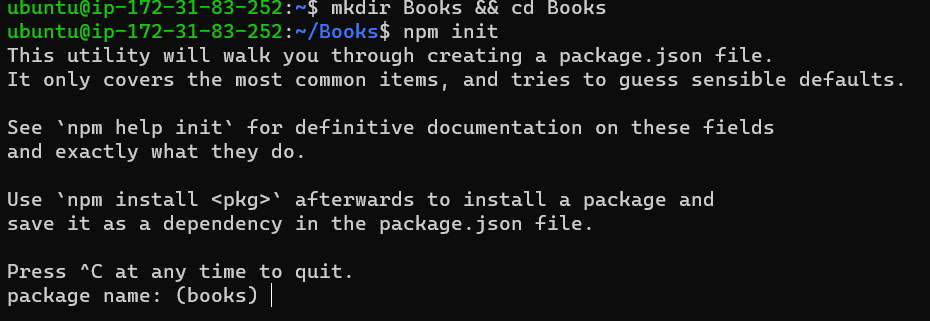 ubuntu@ip-172-31-83-252:~$ mkdir Books && cd Books
ubuntu@ip-172-31-83-252:~/Books$ npm init
This utility will walk you through creating a package.json file.
It only covers the most common items, and tries to guess sensible defaults.
See `npm help init` for definitive documentation on these fields
and exactly what they do.
Use `npm install <pkg>` afterwards to install a package and
save it as a dependency in the package.json file.
Press ^C at any time to quit.
package name: (books)